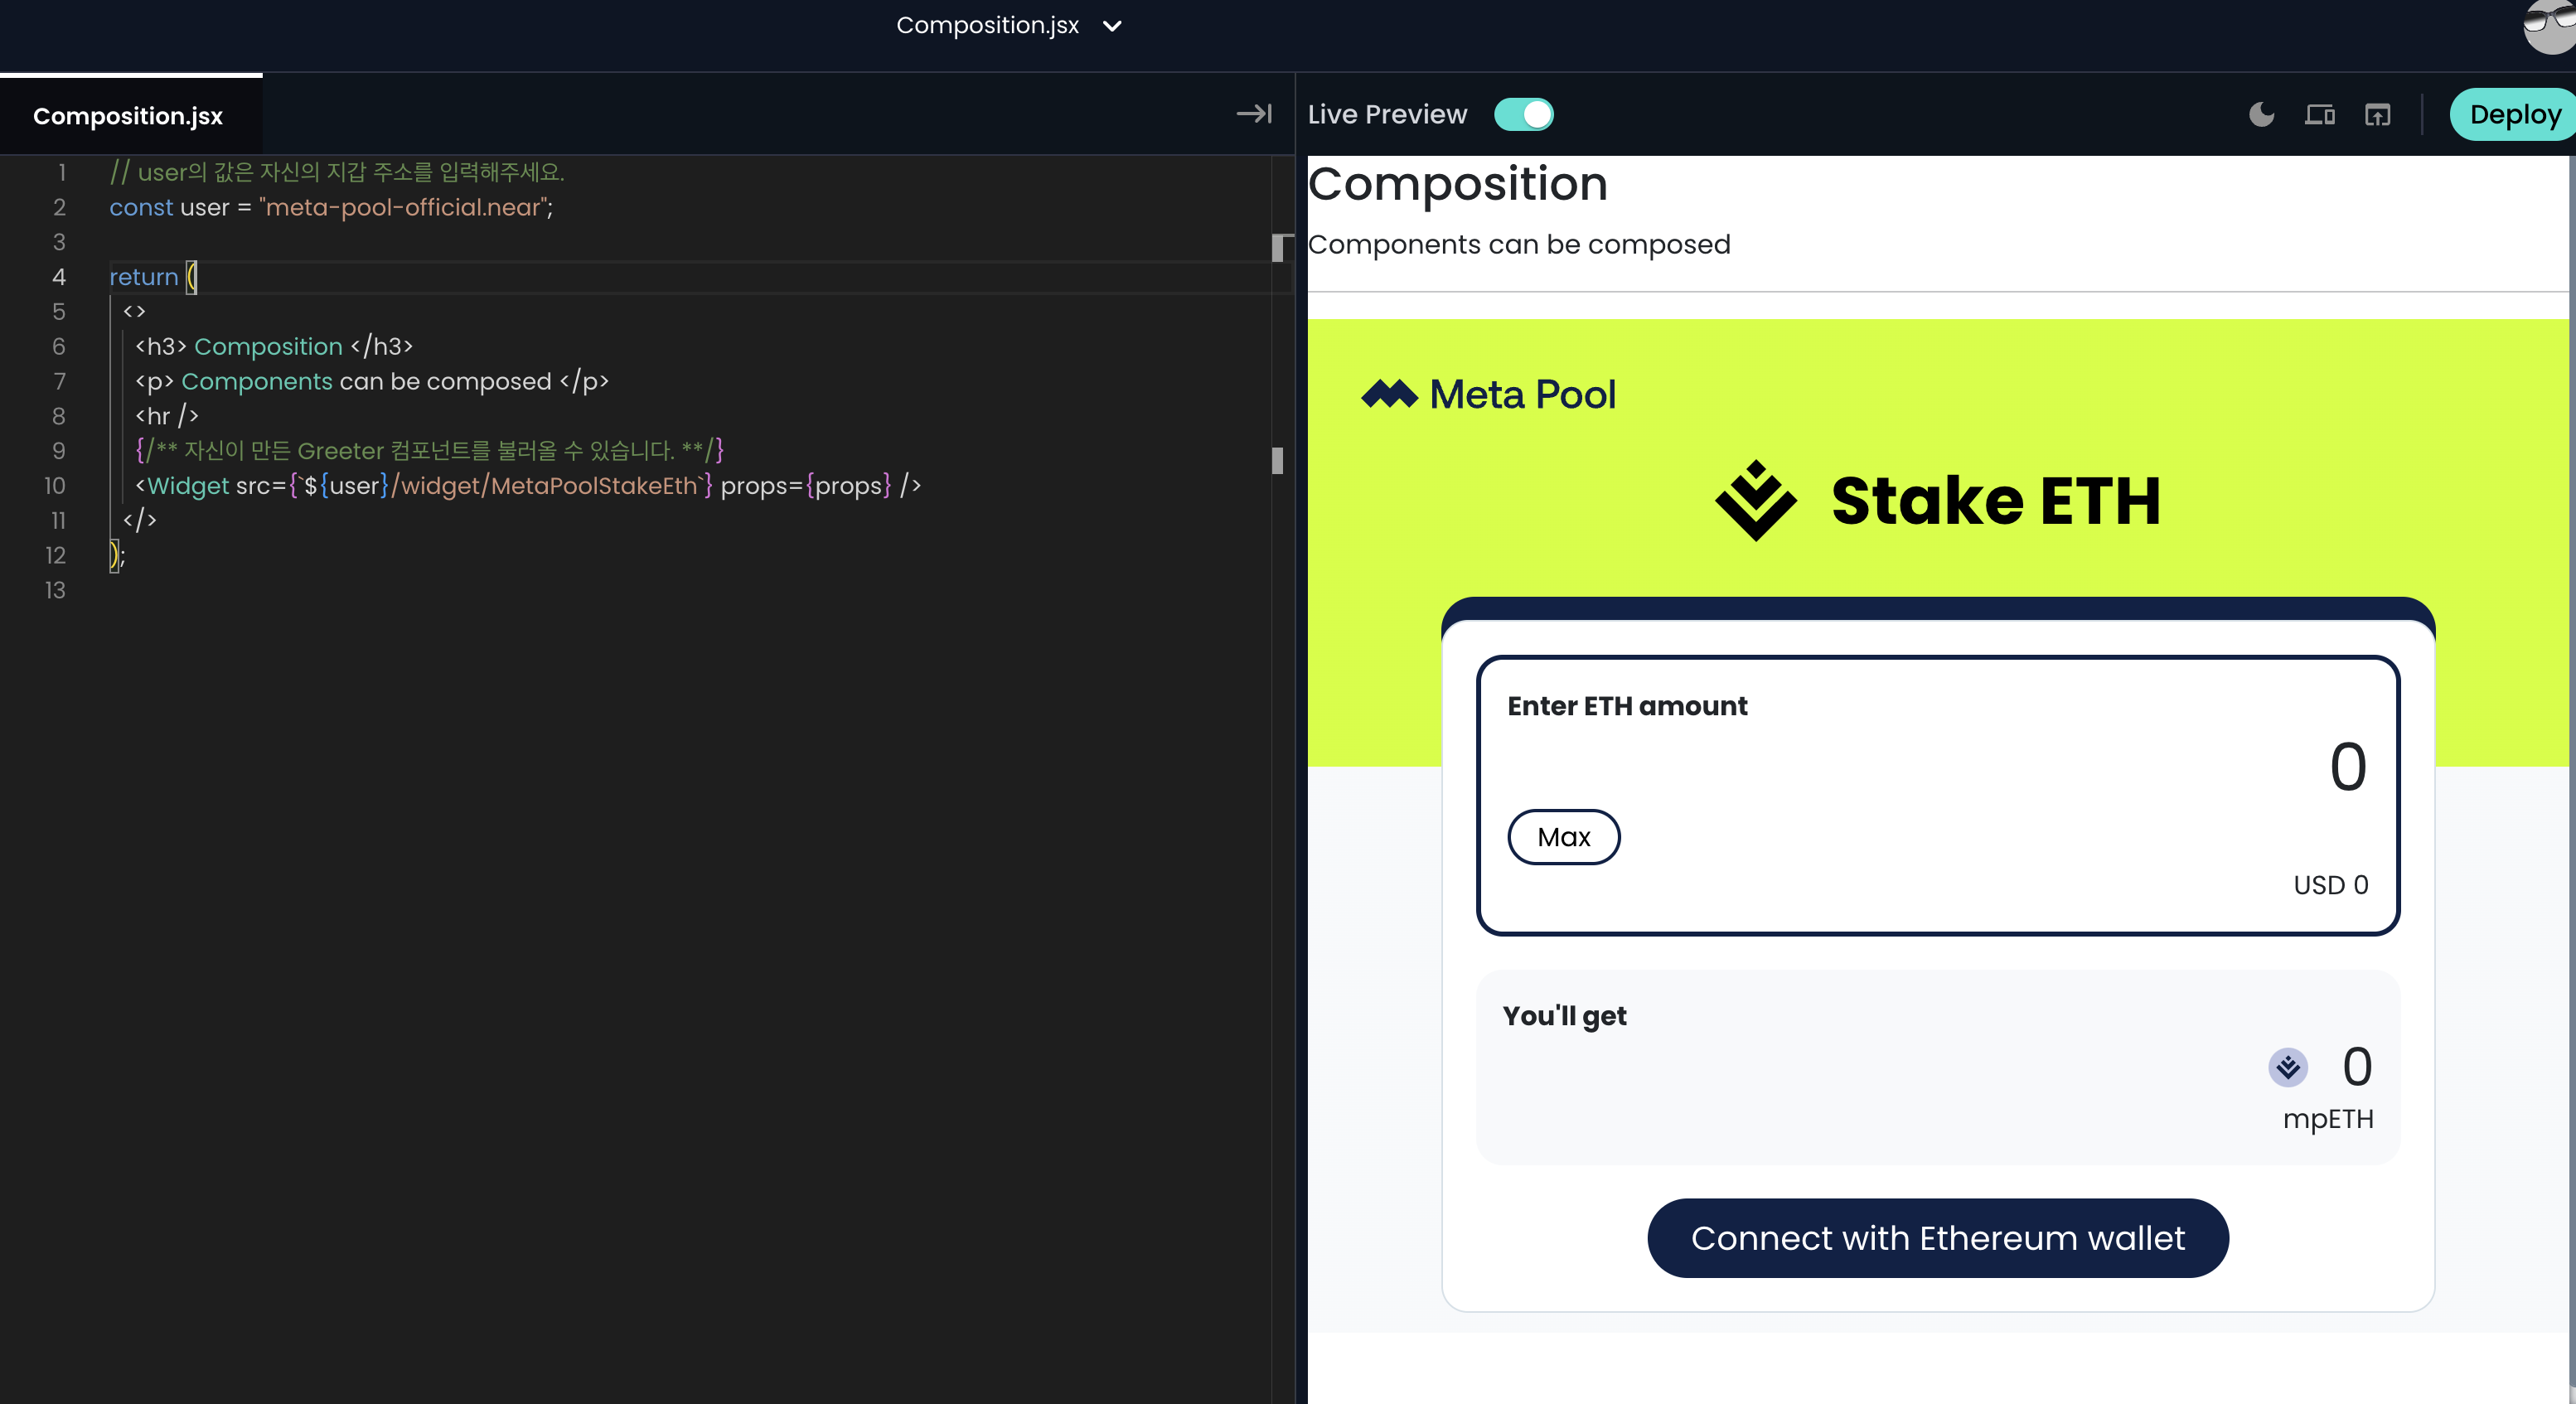 Composition.jsx
Composition.jsx
1 // user의 값은 자신의 지갑 주소를 입력해주세요.
2 const user = "meta-pool-official.near";
3
4 return (
5 <>
6 <h3> Composition </h3>
7 <p> Components can be composed </p>
8 <hr />
9 {/** 자신이 만든 Greeter 컴포넌트를 불러올 수 있습니다. **/}
10 <Widget src={`${user}/widget/MetaPoolStakeEth`} props={props} />
11 </>
12 );
13
Live Preview
Deploy
Composition
Components can be composed
Meta Pool
Stake ETH
Enter ETH amount
0
Max
USD 0
You'll get
0
mpETH
Connect with Ethereum wallet